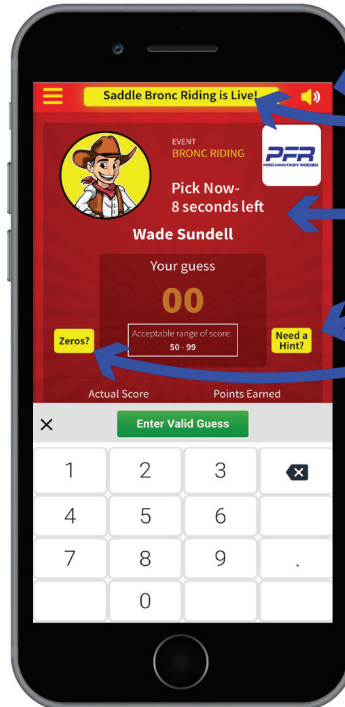 Saddle Bronc Riding is Live!
EVENT
BRONC RIDING
PFR
PRO FANTASY RODEO
Pick Now-
8 seconds left
Wade Sundell
Your guess
00
Zeros?
Acceptable range of score:
50 - 99
Need a
Hint?
Actual Score Points Earned
× Enter Valid Guess
1 2 3
4 5 6
7 8 9 .
0